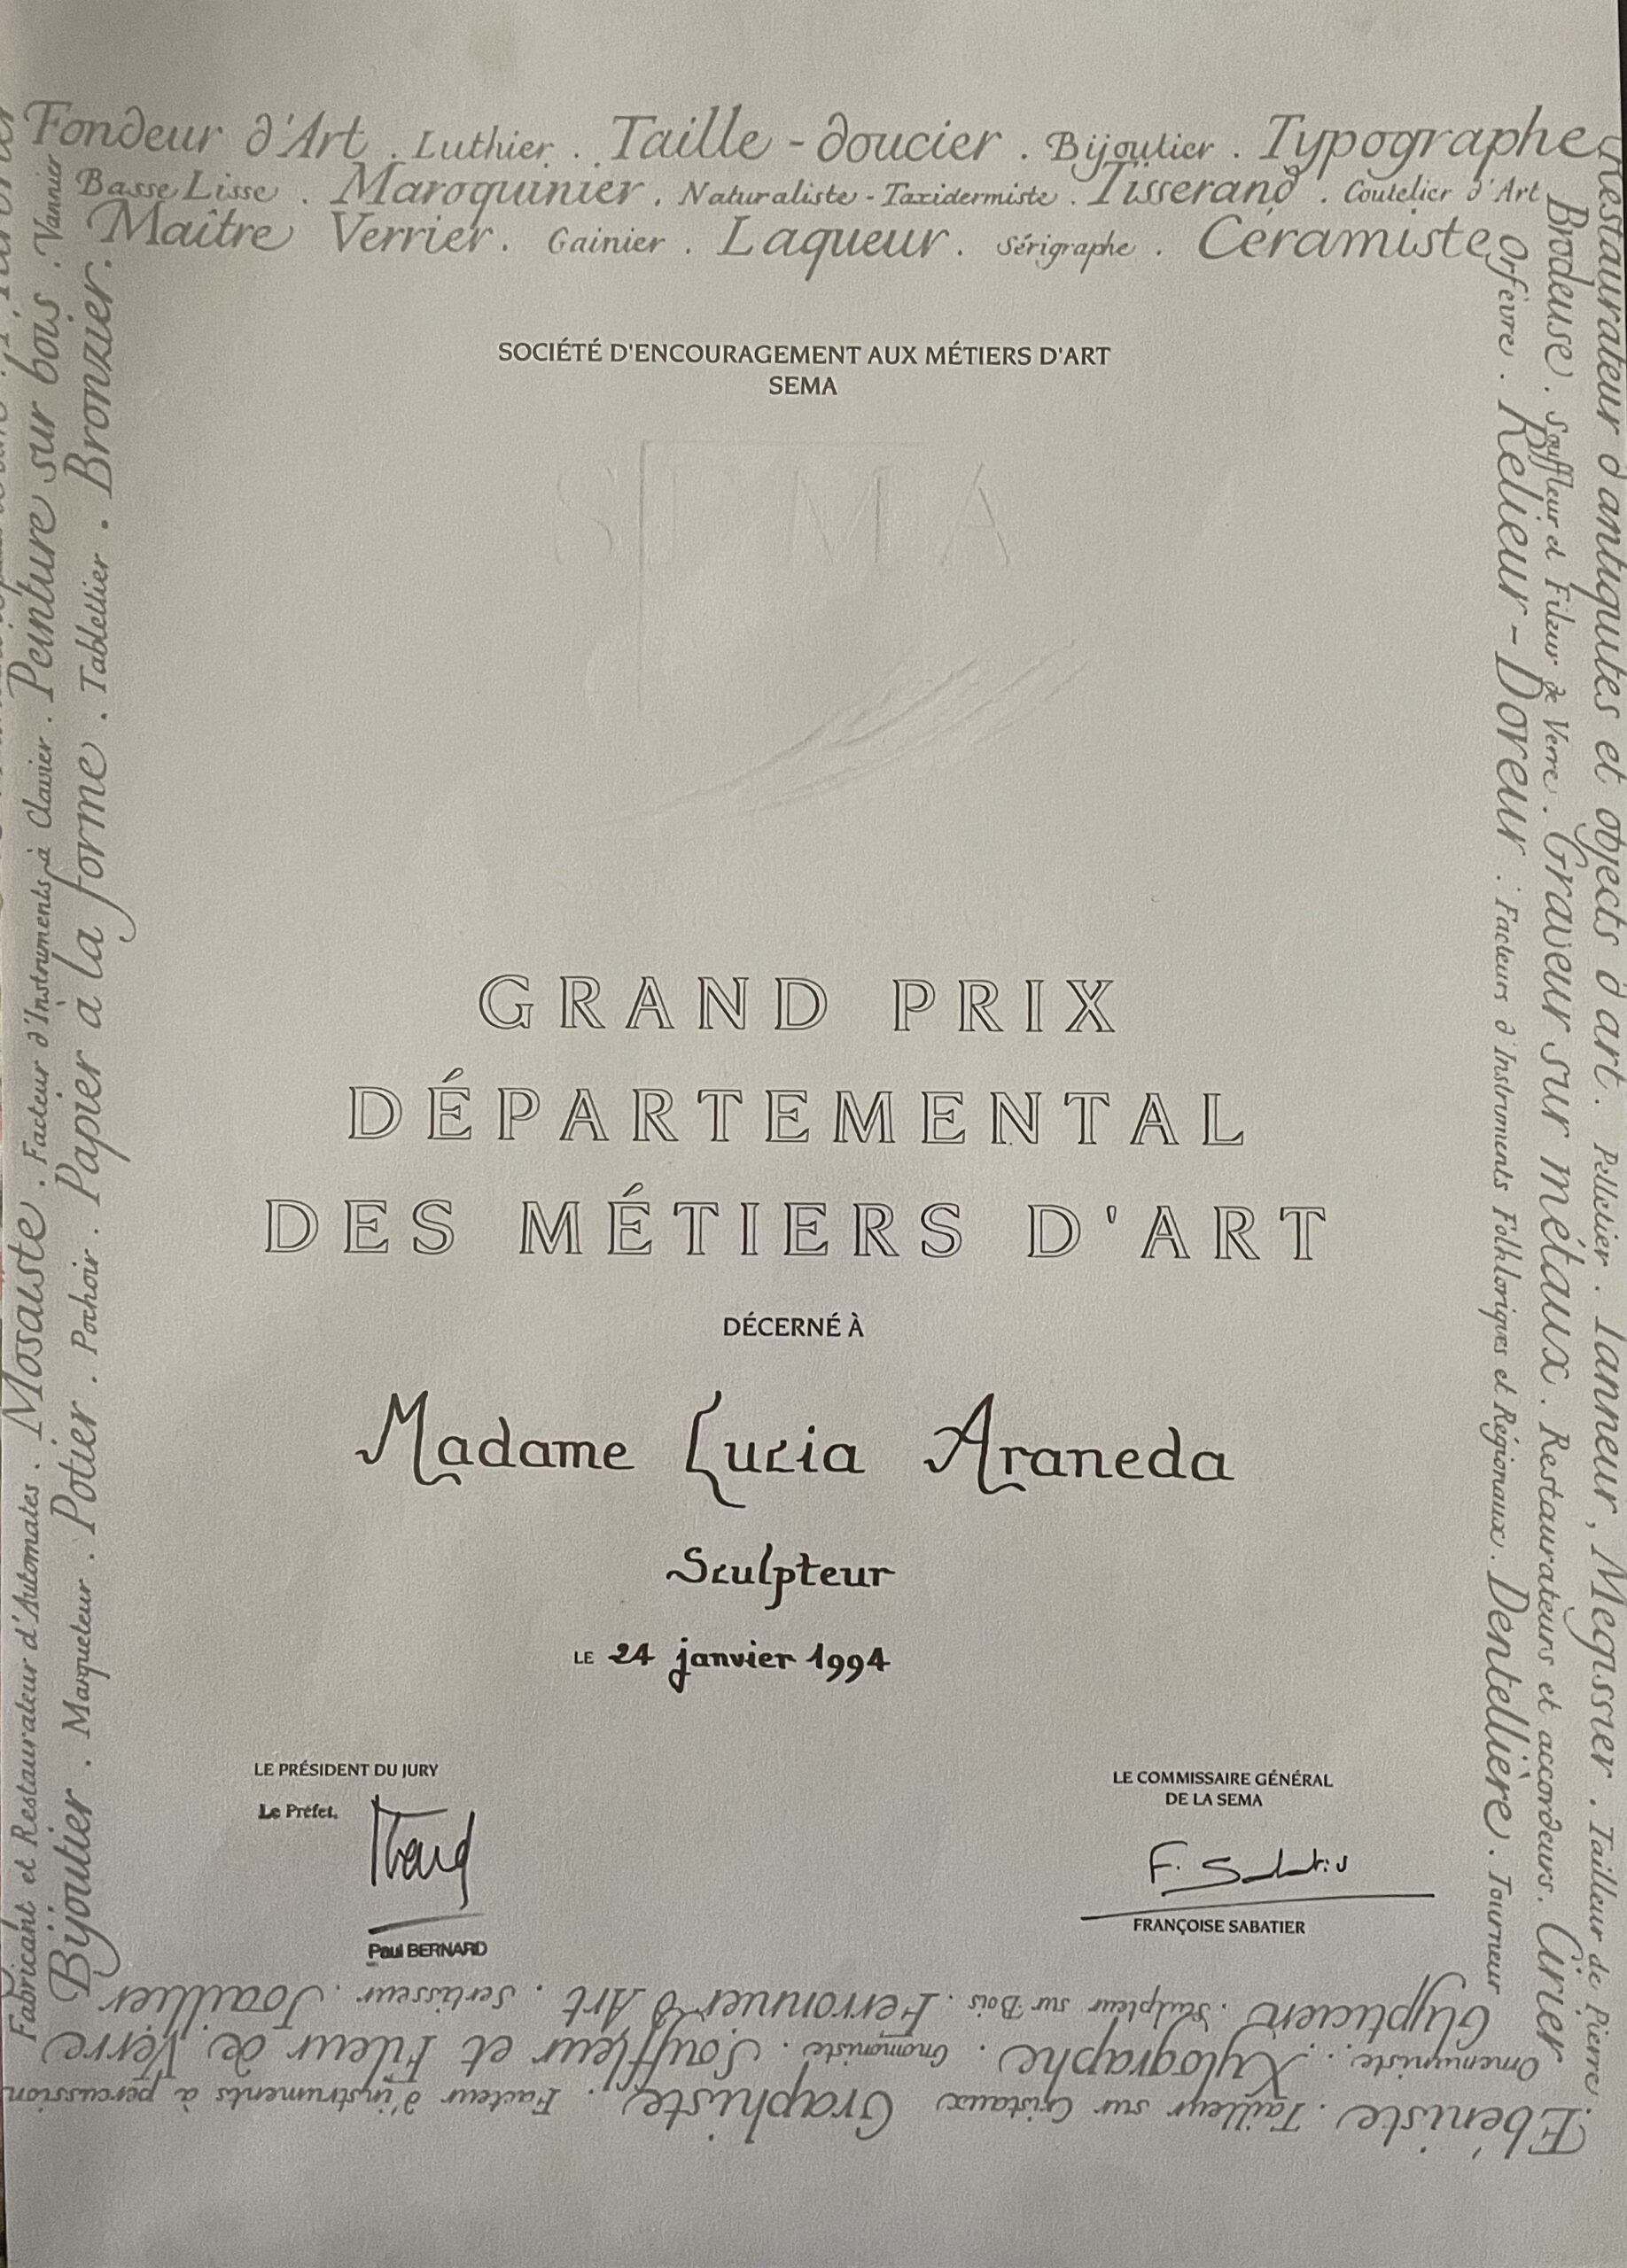 Fondeur d'Art . Luthier . Taille-doucier . Bijoutier . Typographe
Basse Lisse . Maroquinier . Naturaliste-Taxidermiste . Tisserand . Coutelier d'Art
Maître Verrier . Gainier . Laqueur . Sérigraphe . Céramiste
Restaurateur d'antiquités et objects d'art . Pelletier . Tanneur, Mégissier . Tailleur de Pierre
Brodeuse . Souffleur et Fileur de Verre . Graveur sur métaux . Restaurateurs et accordeurs . Cirier
Orfèvre . Relieur-Doreur . Facteurs d'Instruments Folkloriques et Régionaux . Dentellière . Tourneur
SOCIÉTÉ D'ENCOURAGEMENT AUX MÉTIERS D'ART
SEMA
SEMA
GRAND PRIX
DÉPARTEMENTAL
DES MÉTIERS D'ART
DÉCERNÉ À
Madame Lucia Araneda
Sculpteur
LE 24 janvier 1994
LE PRÉSIDENT DU JURY
Le Préfet,
Paul BERNARD
LE COMMISSAIRE GÉNÉRAL
DE LA SEMA
F. Sabatier
FRANÇOISE SABATIER
Ebéniste . Tailleur sur Cristaux Graphiste . Facteur d'instruments à percussion
Ornemaniste . Xylographe . Gnomoniste . Souffleur et Fileur de Verre
Glypticien . Sculpteur sur Bois . Ferronnier d'Art . Sertisseur . Joaillier
Fabricant et Restaurateur d'Automates . Mosaïste . Facteur d'Instruments à Clavier . Peinture sur bois . Vannier
Bijoutier . Marqueteur . Potier . Pochoir . Papier à la forme . Tabletier . Bronzier